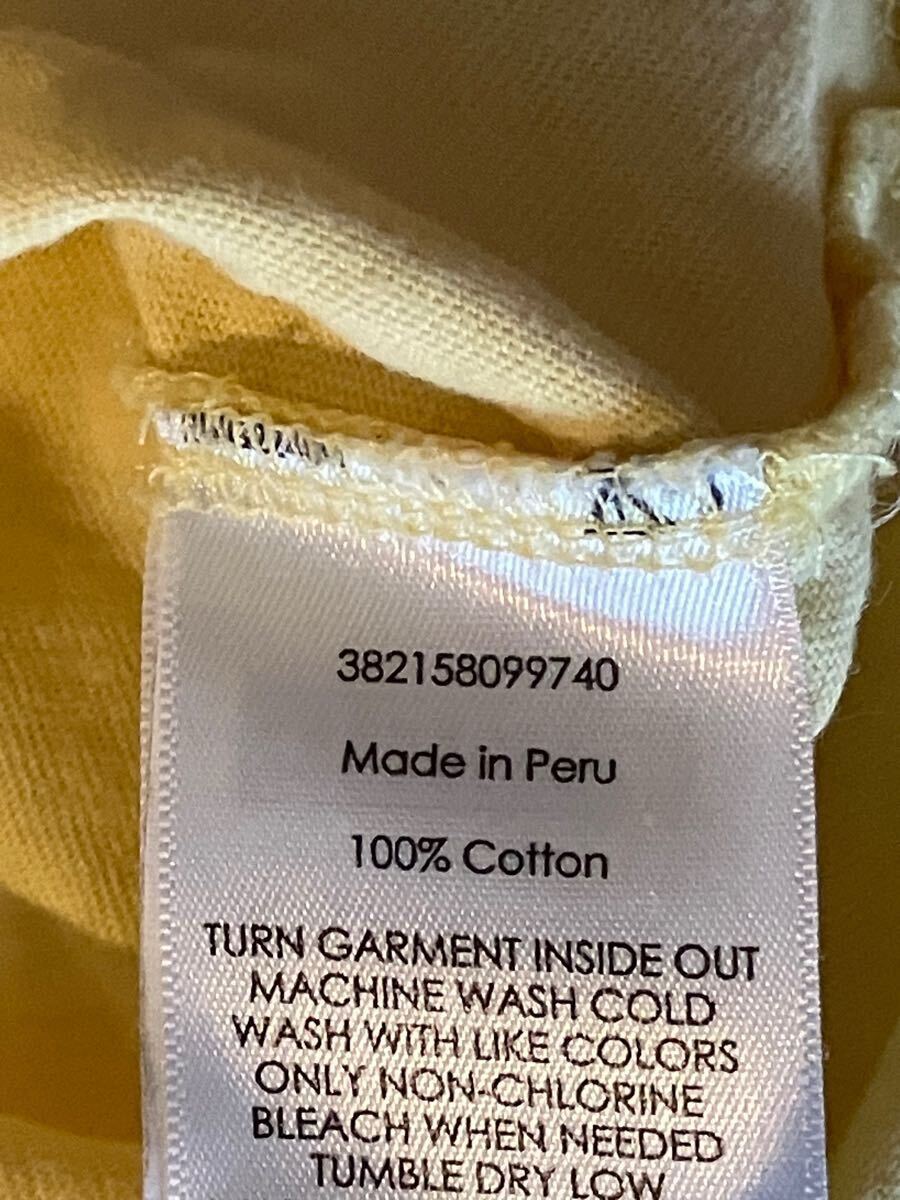 382158099740
Made in Peru
100% Cotton
TURN GARMENT INSIDE OUT
MACHINE WASH COLD
WASH WITH LIKE COLORS
ONLY NON-CHLORINE
BLEACH WHEN NEEDED
TUMBLE DRY LOW